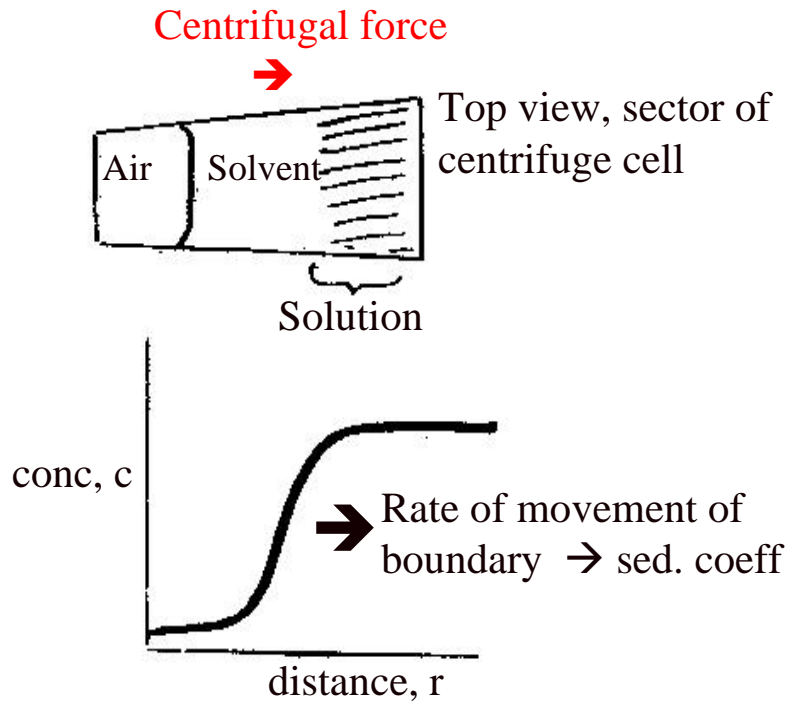 Centrifugal force
➔
Top view, sector of
centrifuge cell
Air
Solvent
Solution
conc, c
➔ Rate of movement of
boundary → sed. coeff
distance, r